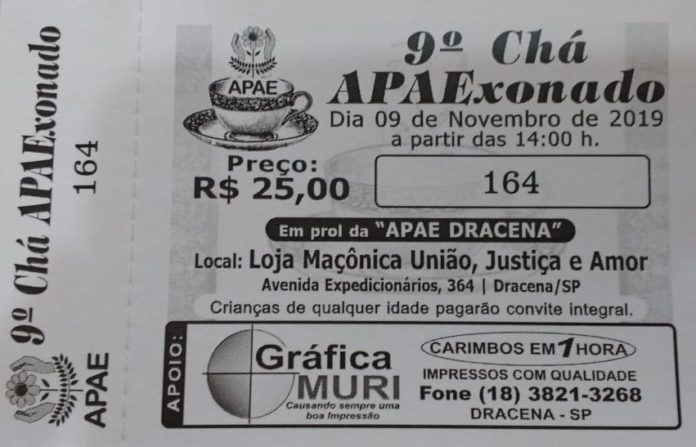 9º Chá APAExonado
164
APAE
APAE
9º Chá
APAExonado
Dia 09 de Novembro de 2019
a partir das 14:00 h.
Preço:
R$ 25,00
164
Em prol da "APAE DRACENA"
Local: Loja Maçônica União, Justiça e Amor
Avenida Expedicionários, 364 | Dracena/SP
Crianças de qualquer idade pagarão convite integral.
APOIO:
Gráfica
MURI
Causando sempre uma
boa Impressão
CARIMBOS EM 1 HORA
IMPRESSOS COM QUALIDADE
Fone (18) 3821-3268
DRACENA - SP